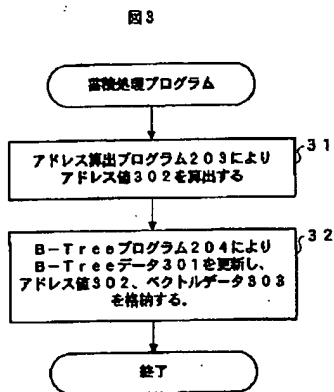 図3
蓄積処理プログラム
アドレス算出プログラム203により
アドレス値302を算出する
31
B-Treeプログラム204により
B-Treeデータ301を更新し、
アドレス値302、ベクトルデータ303
を格納する。
32
終了